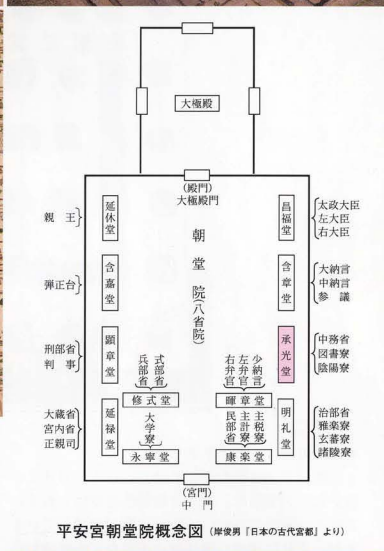 大極殿
(殿門)
大極殿門
朝堂院(八省院)
延休堂
親王
含嘉堂
弾正台
顕章堂
刑部省
判事
延禄堂
大蔵省
宮内省
正親司
昌福堂
太政大臣
左大臣
右大臣
含章堂
大納言
中納言
参議
承光堂
中務省
図書寮
陰陽寮
明礼堂
治部省
雅楽寮
玄蕃寮
諸陵寮
式部省
兵部省
修式堂
大学寮
永寧堂
少納言
左弁官
右弁官
暉章堂
主税寮
主計寮
民部省
康楽堂
(宮門)
中門
平安宮朝堂院概念図(岸俊男『日本の古代宮都』より)